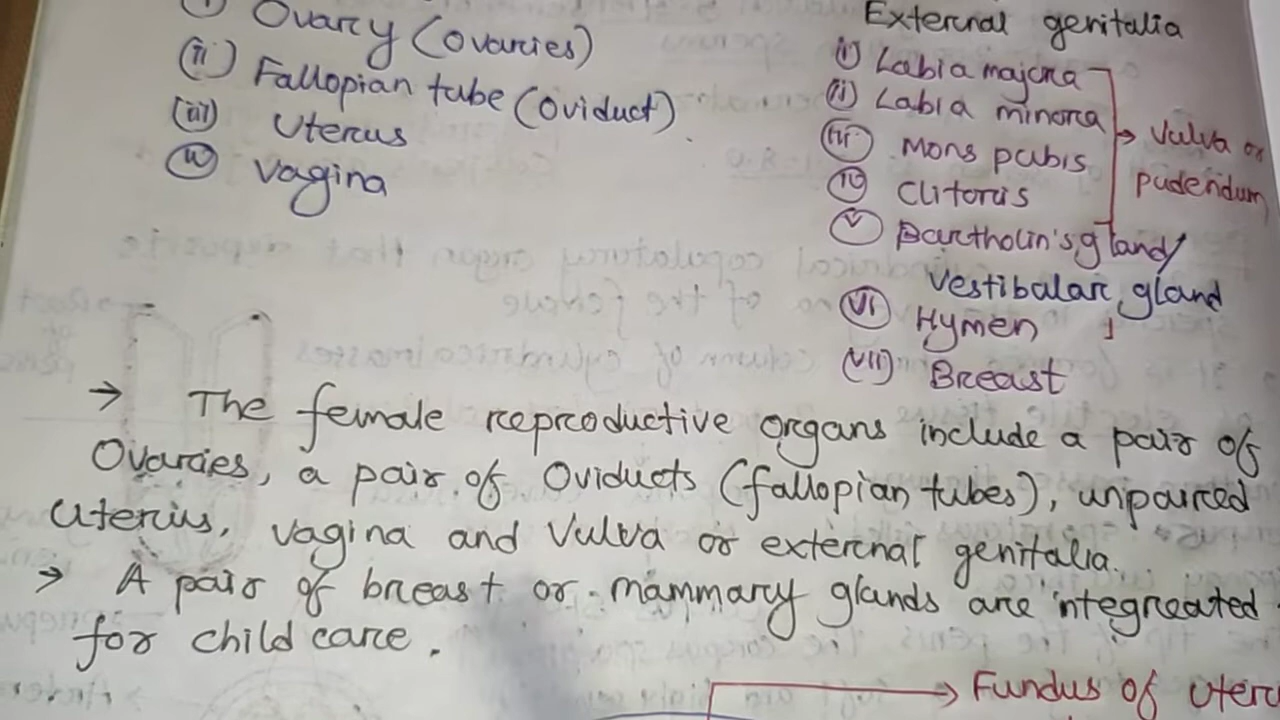 (i) Ovary (ovaries)
(ii) Fallopian tube (Oviduct).
(iii) Uterus
(iv) Vagina
External genitalia
(i) Labia majora
(ii) Labia minora
(iii) Mons pubis
(iv) Clitoris
(v) Bartholin's gland/
Vestibular gland
(vi) Hymen
(vii) Breast
→ Vulva or
pudendum
→ The female reproductive organs include a pair of
Ovaries, a pair of Oviducts (fallopian tubes), unpaired
uterus, vagina and Vulva or external genitalia.
→ A pair of breast or mammary glands are integreated
for child care.
→ Fundus of